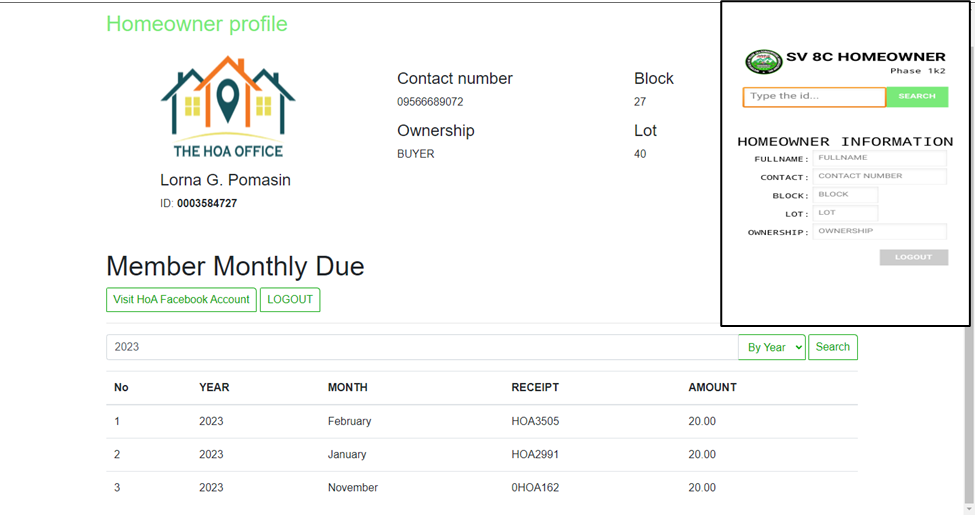 Homeowner profile
THE HOA OFFICE
Lorna G. Pomasin
ID: 0003584727
Contact number
09566689072
Ownership
BUYER
Block
27
Lot
40
SV 8C HOMEOWNER
Phase 1k2
Type the id... SEARCH
HOMEOWNER INFORMATION
FULLNAME: FULLNAME
CONTACT: CONTACT NUMBER
BLOCK: BLOCK
LOT: LOT
OWNERSHIP: OWNERSHIP
LOGOUT
Member Monthly Due
Visit HoA Facebook Account LOGOUT
2023 By Year Search
No YEAR MONTH RECEIPT AMOUNT
1 2023 February HOA3505 20.00
2 2023 January HOA2991 20.00
3 2023 November 0HOA162 20.00